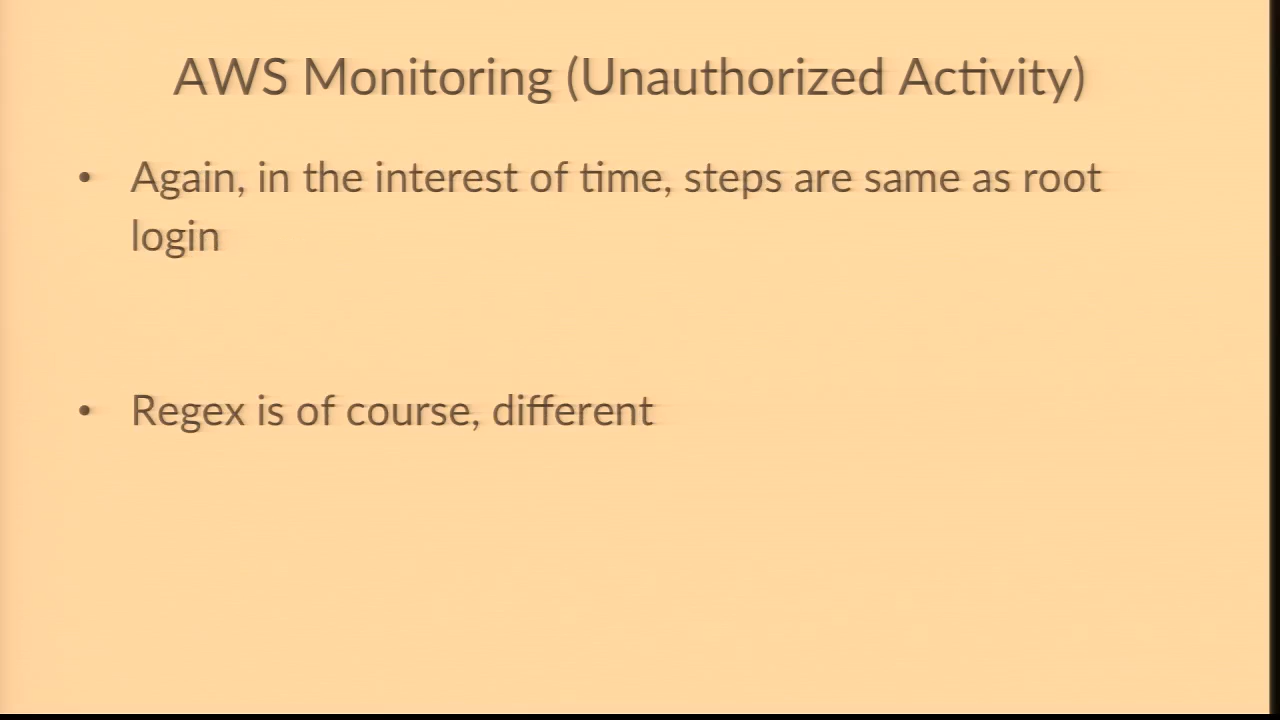 AWS Monitoring (Unauthorized Activity)
• Again, in the interest of time, steps are same as root
login
• Regex is of course, different